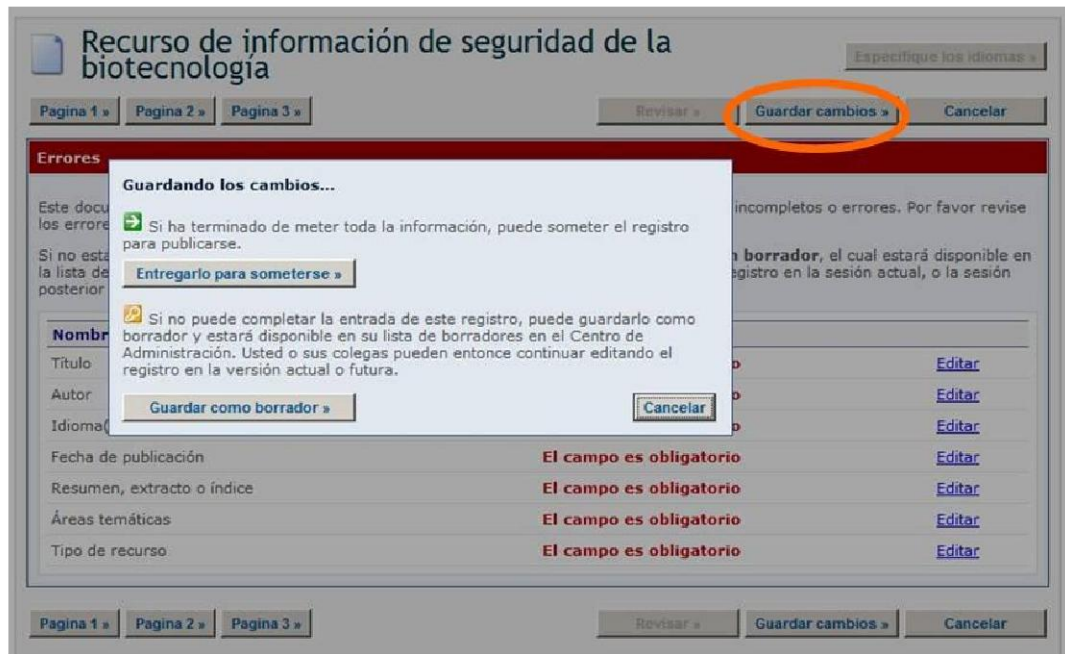 Recurso de información de seguridad de la
biotecnología
Especifique los idiomas »
Pagina 1 » Pagina 2 » Pagina 3 » Revisar » Guardar cambios » Cancelar
Errores
Guardando los cambios...
Este docu incompletos o errores. Por favor revise
los errore
Si ha terminado de meter toda la información, puede someter el registro
para publicarse.
Si no está borrador, el cual estará disponible en
la lista de registro en la sesión actual, o la sesión
posterior
Entregarlo para someterse »
Si no puede completar la entrada de este registro, puede guardarlo como
borrador y estará disponible en su lista de borradores en el Centro de
Administración. Usted o sus colegas pueden entonce continuar editando el
registro en la versión actual o futura.
Guardar como borrador » Cancelar
Nombr
Título Editar
Autor Editar
Idioma( Editar
Fecha de publicación El campo es obligatorio Editar
Resumen, extracto o índice El campo es obligatorio Editar
Áreas temáticas El campo es obligatorio Editar
Tipo de recurso El campo es obligatorio Editar
Pagina 1 » Pagina 2 » Pagina 3 » Revisar » Guardar cambios » Cancelar